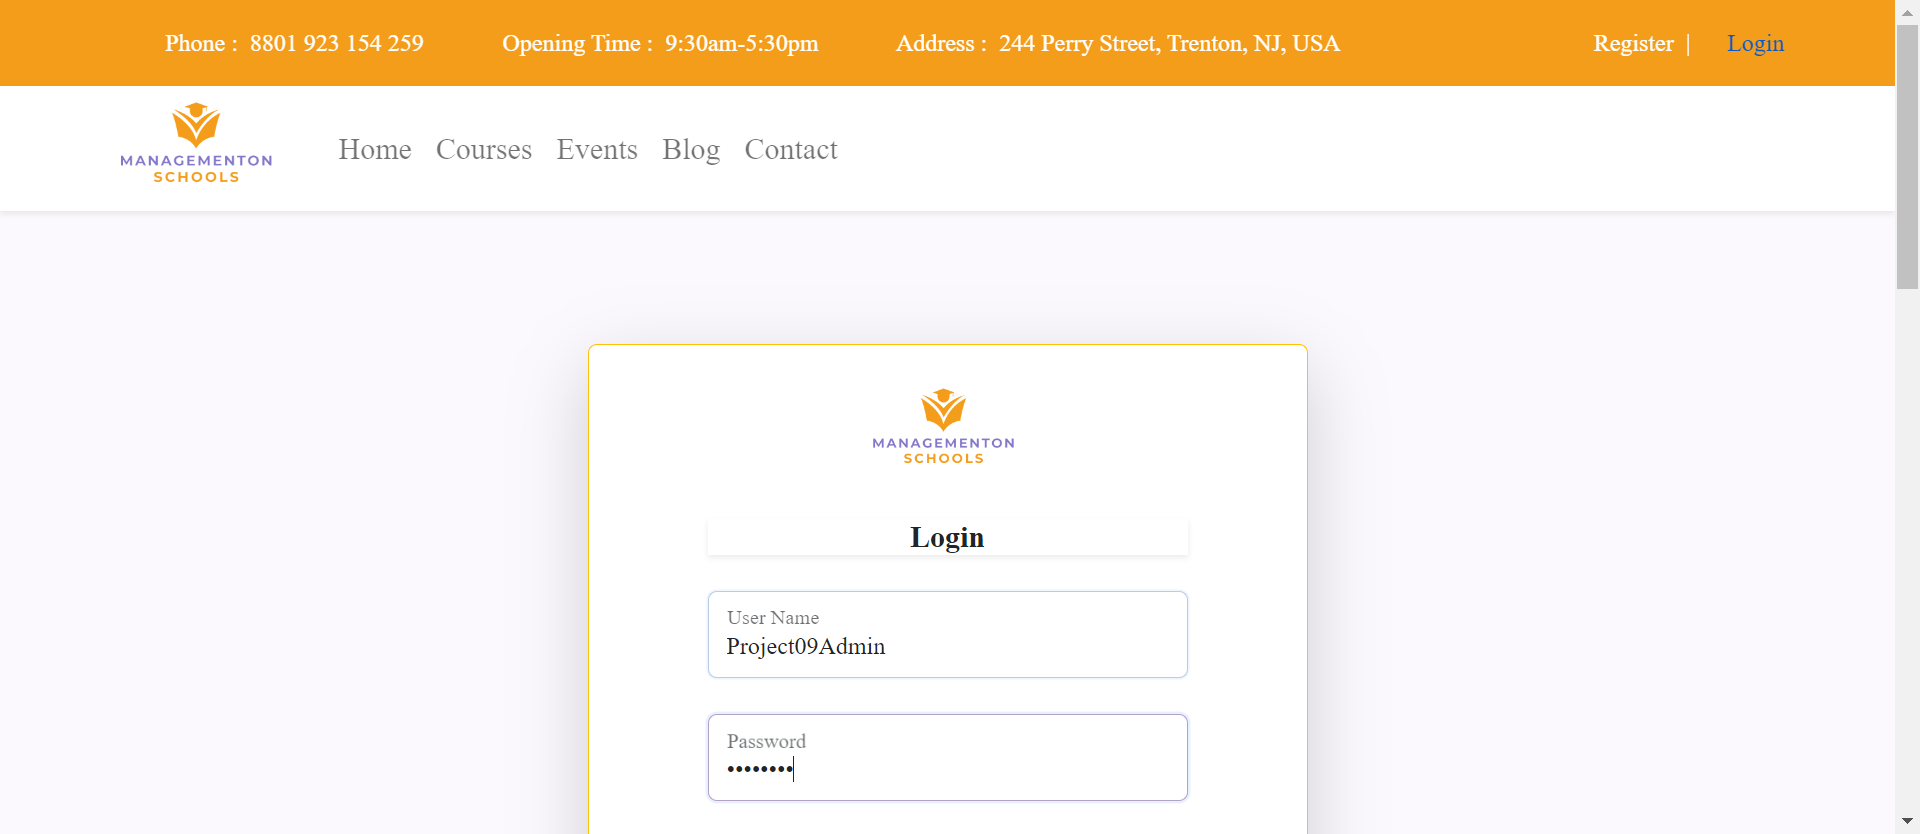 Phone : 8801 923 154 259 Opening Time : 9:30am-5:30pm Address : 244 Perry Street, Trenton, NJ, USA Register | Login
MANAGEMENTON
SCHOOLS
Home Courses Events Blog Contact
MANAGEMENTON
SCHOOLS
Login
User Name
Project09Admin
Password
••••••••